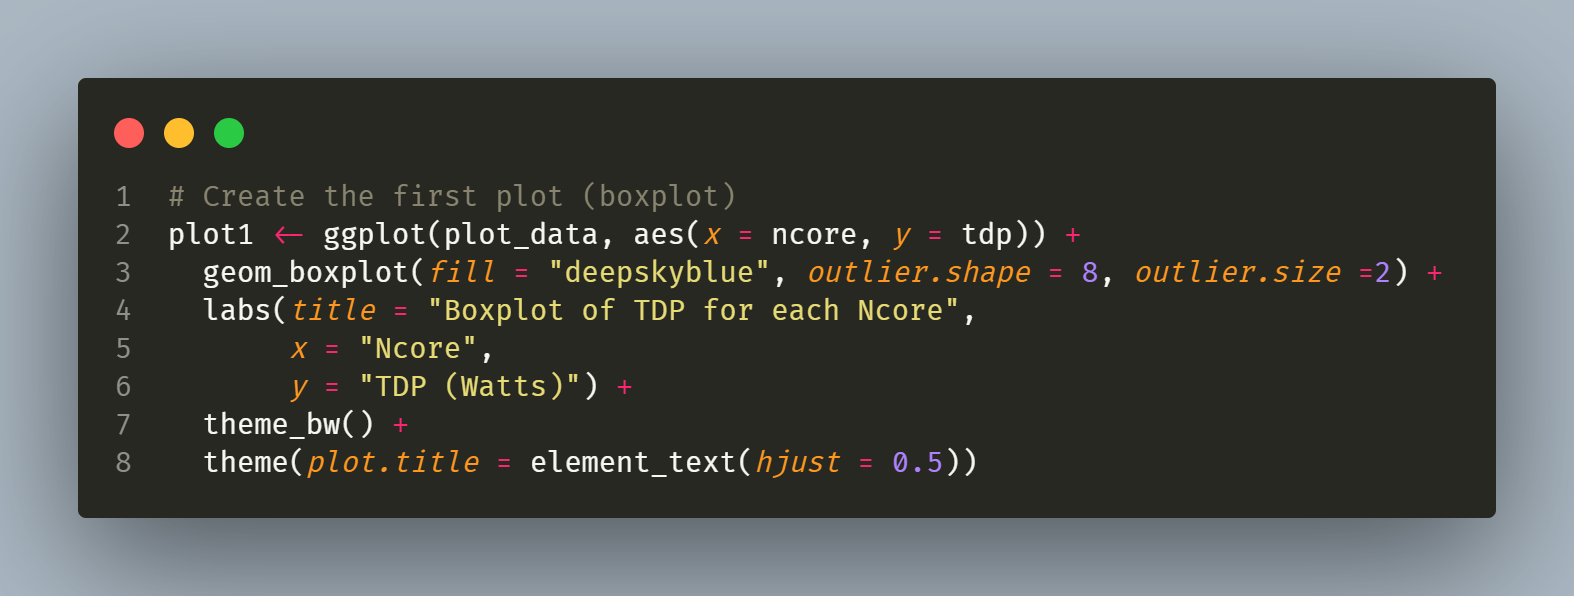 1 # Create the first plot (boxplot)
2 plot1 <- ggplot(plot_data, aes(x = ncore, y = tdp)) +
3   geom_boxplot(fill = "deepskyblue", outlier.shape = 8, outlier.size =2) +
4   labs(title = "Boxplot of TDP for each Ncore",
5        x = "Ncore",
6        y = "TDP (Watts)") +
7   theme_bw() +
8   theme(plot.title = element_text(hjust = 0.5))